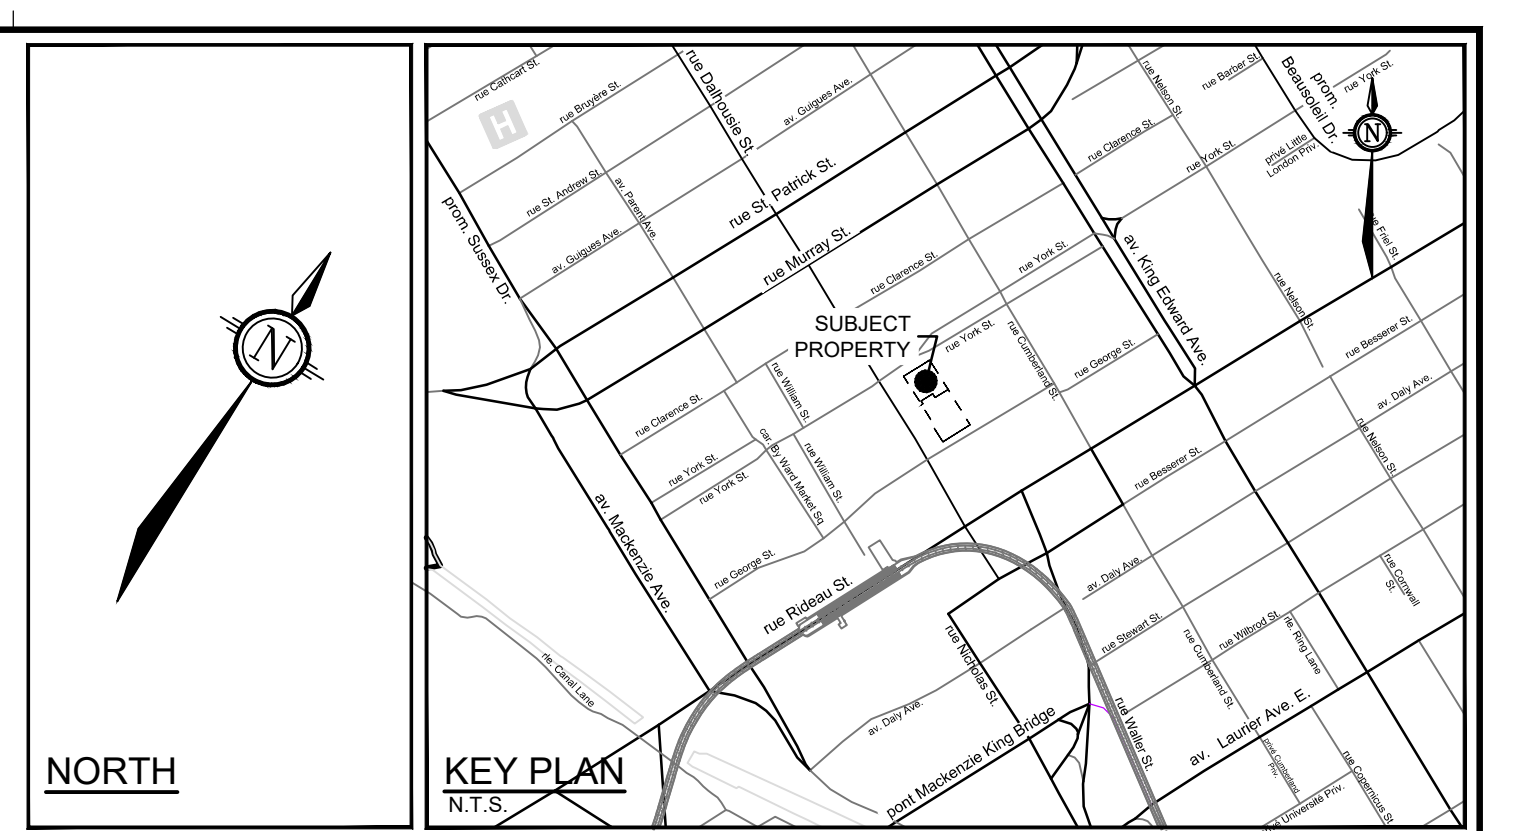 N
NORTH
rue Cathcart St.
H
rue Bruyère St.
rue Dalhousie St.
av. Guigues Ave.
rue Nelson St.
rue Barber St.
prom.
Beausoleil Dr.
rue York St.
N
rue Clarence St.
rue York St.
privé Little
London Priv.
rue St. Andrew St.
av. Parent Ave.
rue St. Patrick St.
prom. Sussex Dr.
av. Guigues Ave.
rue Murray St.
rue Clarence St.
rue York St.
av. King Edward Ave.
rue Friel St.
rue Nelson St.
SUBJECT
PROPERTY
rue York St.
rue Cumberland St.
rue George St.
rue Besserer St.
rue William St.
rue Clarence St.
av. Daly Ave.
rue York St.
rue York St.
car. By Ward Market Sq
rue William St.
rue Besserer St.
rue Nelson St.
av. Mackenzie Ave.
rue George St.
rue Rideau St.
av. Daly Ave.
rue Cornwall
St.
rle. Canal Lane
rue Nicholas St.
rue Stewart St.
rue Cumberland St.
rue Wilbrod St.
rle. Ring Lane
av. Daly Ave.
rue Waller St.
av. Laurier Ave. E.
pont Mackenzie King Bridge
privé Cumberland
Priv.
rue Copernicus St.
privé Université Priv.
KEY PLAN
N.T.S.